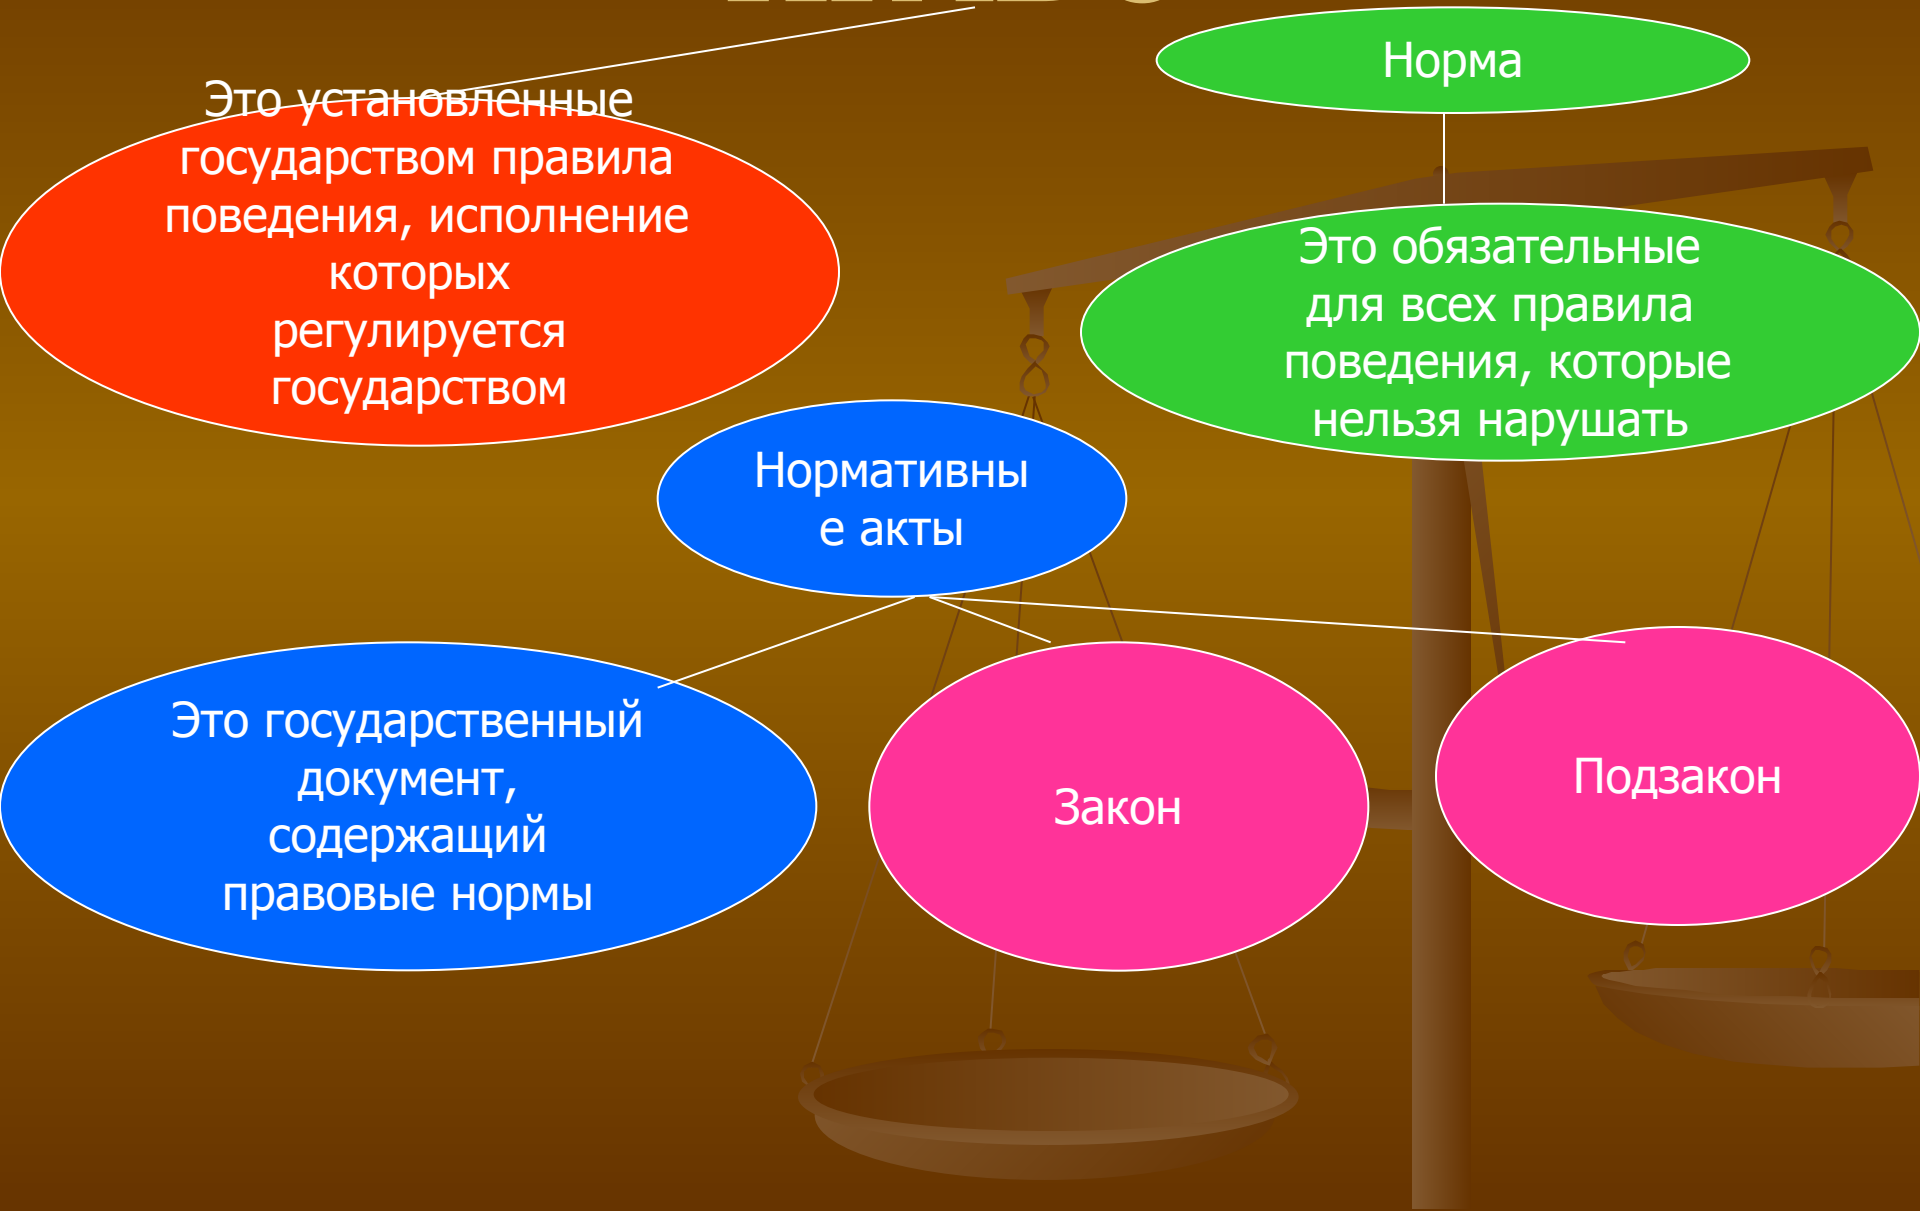 Норма
Это установленные
государством правила
поведения, исполнение
которых
регулируется
государством
Это обязательные
для всех правила
поведения, которые
нельзя нарушать
Нормативны
е акты
Это государственный
документ,
содержащий
правовые нормы
Закон
Подзакон